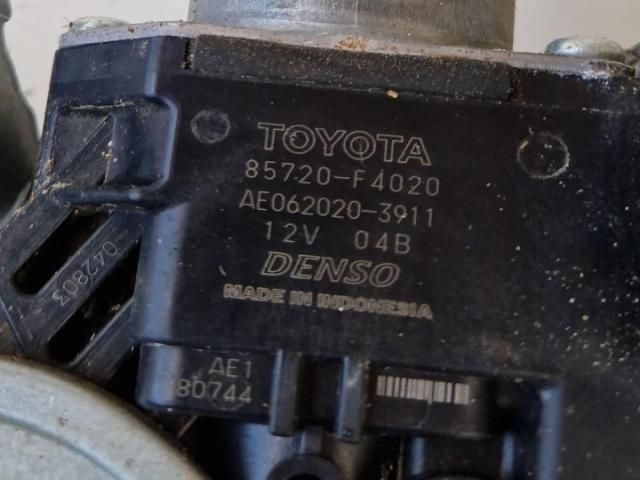 TOYOTA
85720-F4020
AE062020-3911
12V 04B
DENSO
MADE IN INDONESIA
042803
AE1
80744